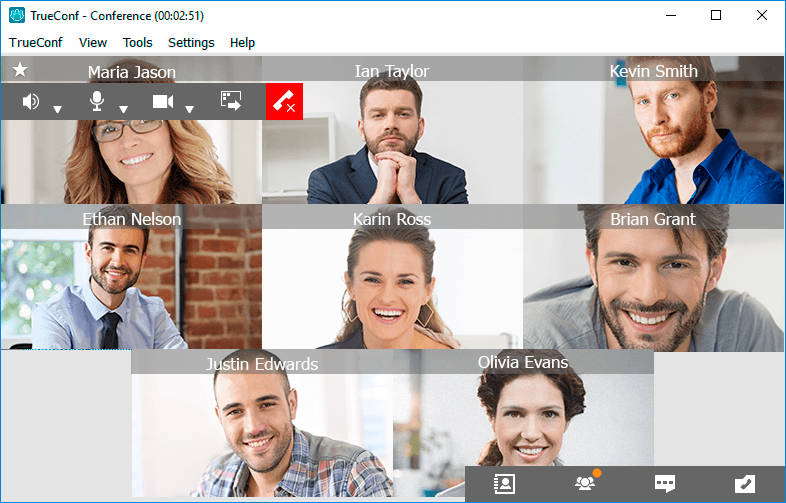 TrueConf - Conference (00:02:51)
TrueConf View Tools Settings Help
Maria Jason Ian Taylor Kevin Smith
Ethan Nelson Karin Ross Brian Grant
Justin Edwards Olivia Evans